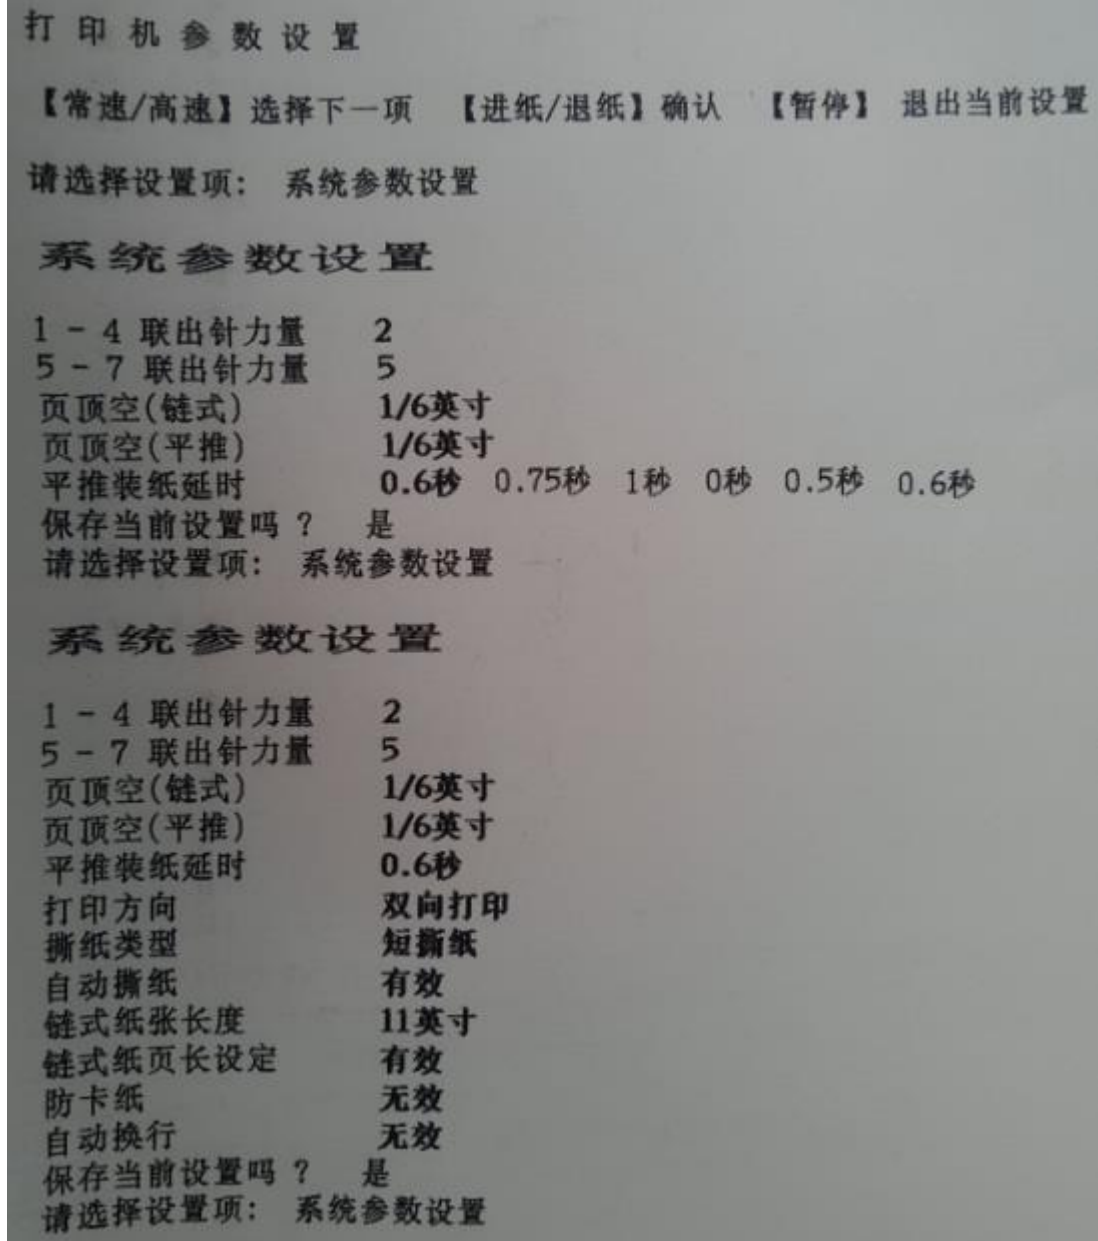 打 印 机 参 数 设 置
【常速/高速】选择下一项 【进纸/退纸】确认 【暂停】 退出当前设置
请选择设置项： 系统参数设置
系统参数设置
1 - 4 联出针力量 2
5 - 7 联出针力量 5
页顶空(链式) 1/6英寸
页顶空(平推) 1/6英寸
平推装纸延时 0.6秒 0.75秒 1秒 0秒 0.5秒 0.6秒
保存当前设置吗 ？ 是
请选择设置项： 系统参数设置
系统参数设置
1 - 4 联出针力量 2
5 - 7 联出针力量 5
页顶空(链式) 1/6英寸
页顶空(平推) 1/6英寸
平推装纸延时 0.6秒
打印方向 双向打印
撕纸类型 短撕纸
自动撕纸 有效
链式纸张长度 11英寸
链式纸页长设定 有效
防卡纸 无效
自动换行 无效
保存当前设置吗 ？ 是
请选择设置项： 系统参数设置